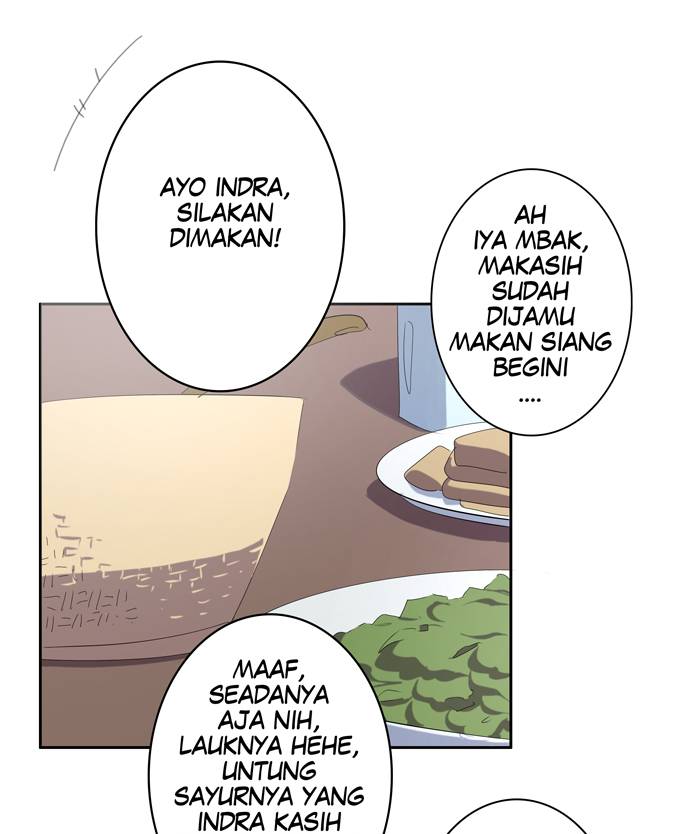 AYO INDRA,
SILAKAN
DIMAKAN!
AH
IYA MBAK,
MAKASIH
SUDAH
DIJAMU
MAKAN SIANG
BEGINI
....
MAAF,
SEADANYA
AJA NIH,
LAUKNYA HEHE,
UNTUNG
SAYURNYA YANG
INDRA KASIH